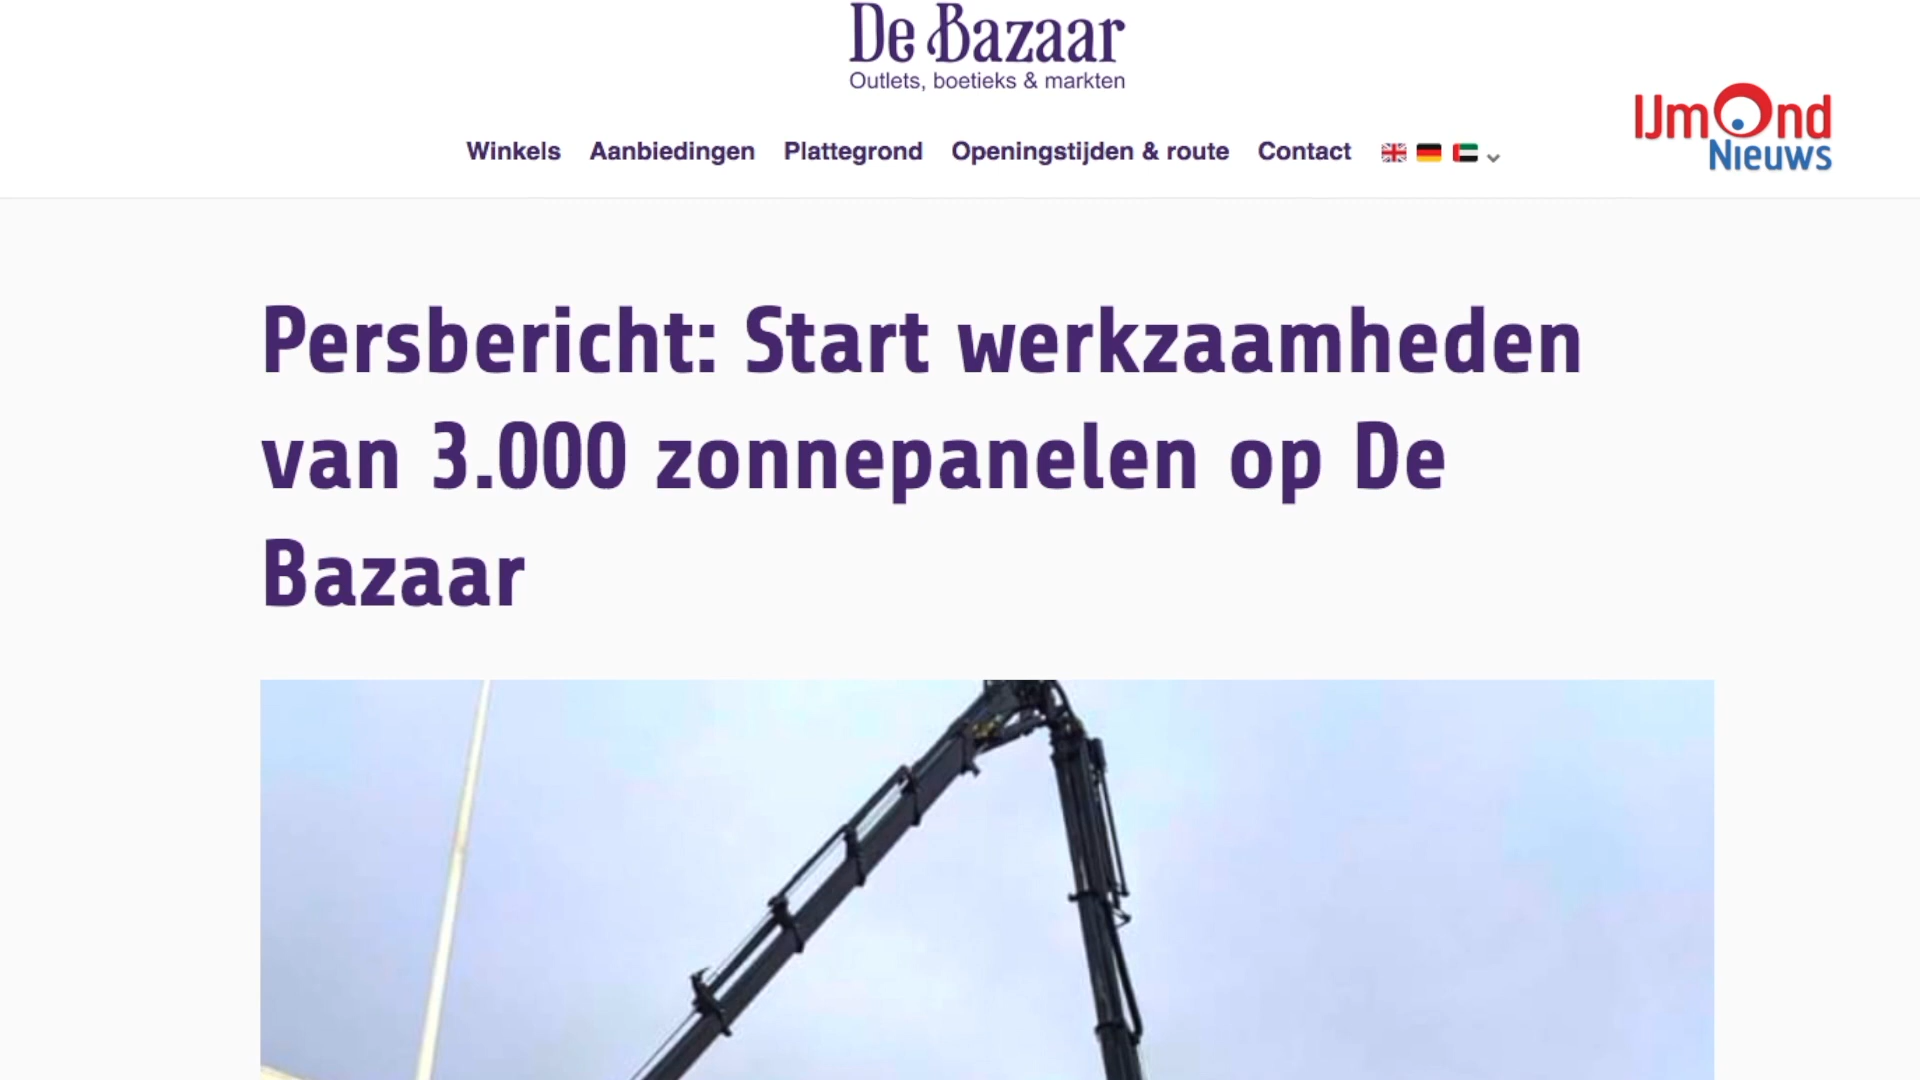 De Bazaar
Outlets, boetieks & markten
IJmond
Nieuws
Winkels Aanbiedingen Plattegrond Openingstijden & route Contact
Persbericht: Start werkzaamheden
van 3.000 zonnepanelen op De
Bazaar